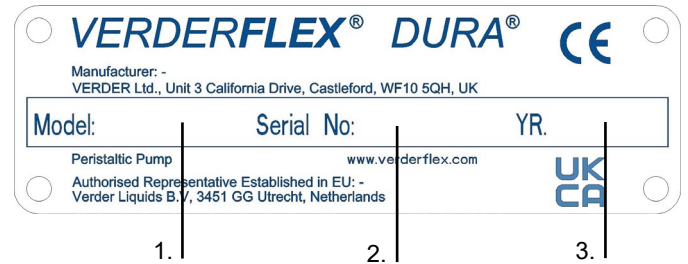 VERDERFLEX® DURA® CE
Manufacturer: -
VERDER Ltd., Unit 3 California Drive, Castleford, WF10 5QH, UK
Model: Serial No: YR.
Peristaltic Pump www.verderflex.com
Authorised Representative Established in EU: -
Verder Liquids B.V, 3451 GG Utrecht, Netherlands
UK
CA
1. 2. 3.